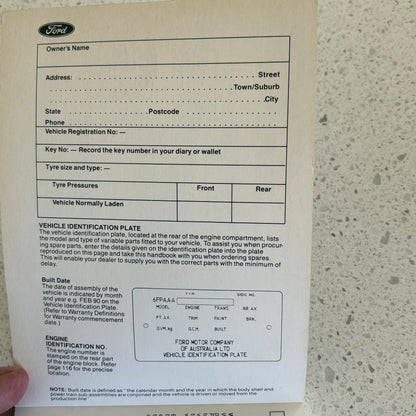 Ford
Owner's Name
Address: Street
Town/Suburb
City
State Postcode
Phone
Vehicle Registration No: —
Key No: — Record the key number in your diary or wallet
Tyre size and type: —
Tyre Pressures Front Rear
Vehicle Normally Laden
VEHICLE IDENTIFICATION PLATE
The vehicle identification plate, located at the rear of the engine compartment, lists
the model and type of variable parts fitted to your vehicle. To assist you when procur-
ing spare parts, enter the details given on the identification plate into the plate
reproduced on this page and take this handbook with you when ordering spares.
This will enable your dealer to supply you with the correct parts with the minimum of
delay.
Built Date
The date of assembly of the
vehicle is indicated by month
and year e.g. FEB 90 on the
Vehicle Identification Plate.
(Refer to Warranty Definitions
for Warranty commencement
date.)
ENGINE
IDENTIFICATION NO.
The engine number is
stamped on the rear part
of the engine block. Refer
page 116 for the precise
location.
V.I.N.
6FPAAA
MODEL ENGINE TRANS RR AX.
FT AX. TRIM PAINT BRK.
G.V.M. kg G.C.M. BUILT
FORD MOTOR COMPANY
OF AUSTRALIA LTD
VEHICLE IDENTIFICATION PLATE
NOTE: Built date is defined as "the calendar month and the year in which the body shell and
power train sub-assemblies are conjoined and the vehicle is driven or moved from the
production line"